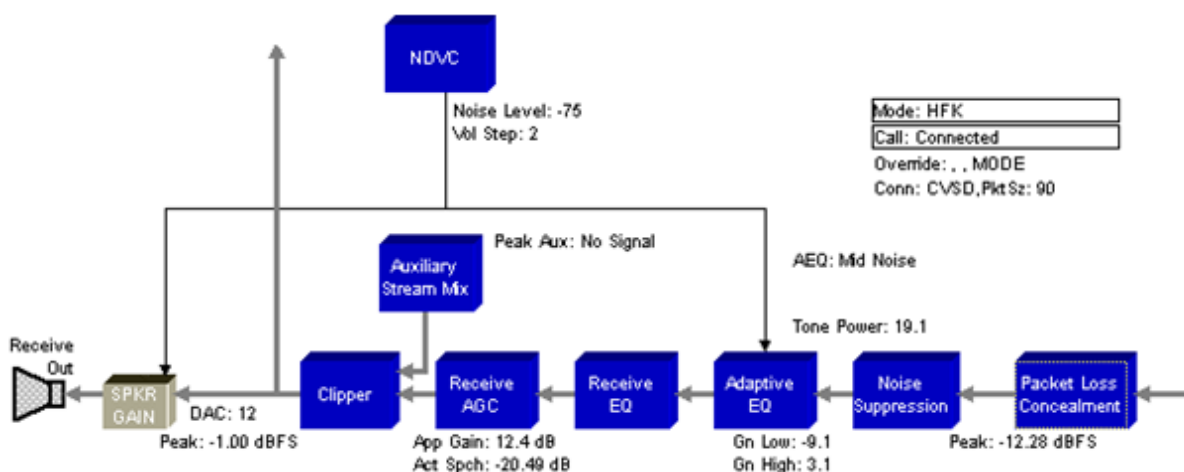 NDVC
Noise Level: -75
Vol Step: 2
Mode: HFK
Call: Connected
Override: , , MODE
Conn: CVSD,PktSz: 90
Peak Aux: No Signal
Auxiliary
Stream Mix
AEQ: Mid Noise
Tone Power: 19.1
Receive
Out
SPKR
GAIN
DAC: 12
Peak: -1.00 dBFS
Clipper
Receive
AGC
App Gain: 12.4 dB
Act Spch: -20.49 dB
Receive
EQ
Adaptive
EQ
Gn Low: -9.1
Gn High: 3.1
Noise
Suppression
Packet Loss
Concealment
Peak: -12.28 dBFS